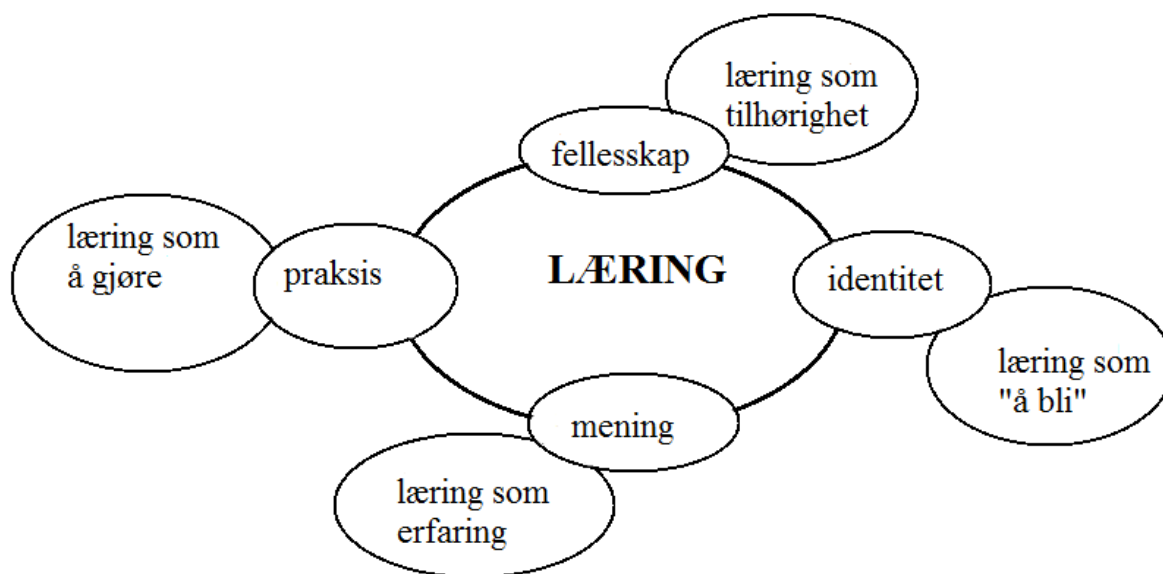 læring som
tilhørighet
fellesskap
læring som
å gjøre
praksis
LÆRING
identitet
læring som
"å bli"
mening
læring som
erfaring